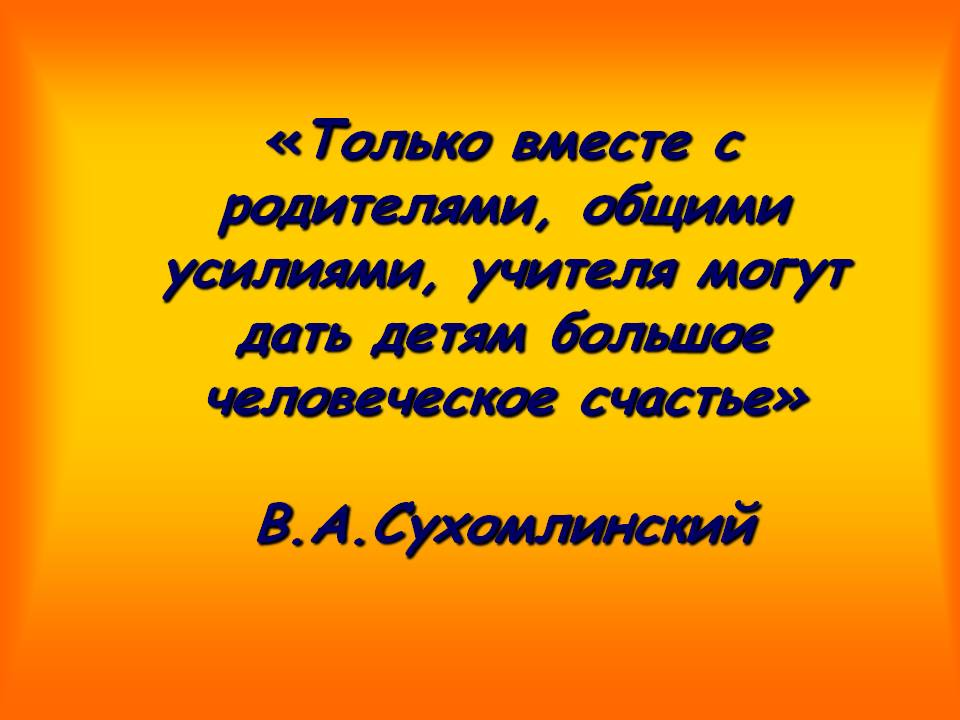 «Только вместе с
родителями, общими
усилиями, учителя могут
дать детям большое
человеческое счастье»
В.А.Сухомлинский